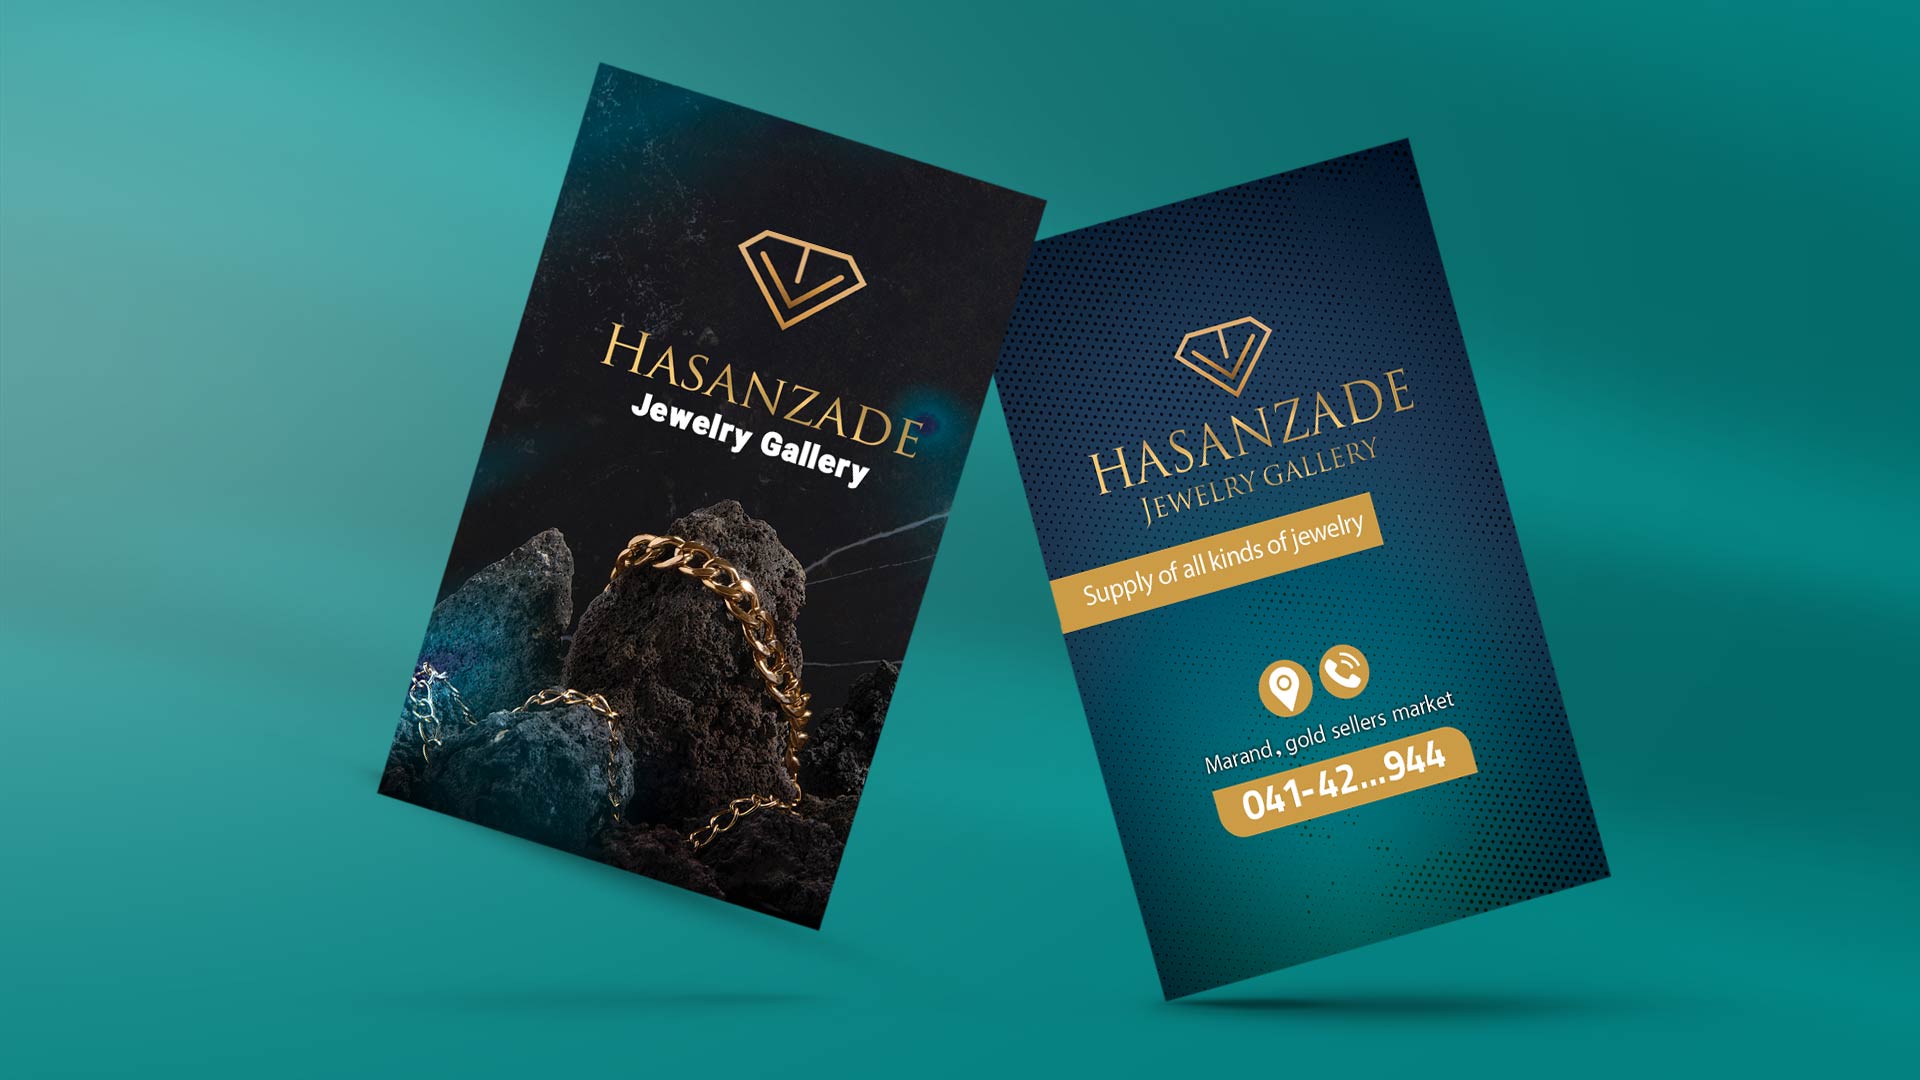 HASANZADE
Jewelry Gallery
HASANZADE
JEWELRY GALLERY
Supply of all kinds of jewelry
Marand, gold sellers market
041-42...944